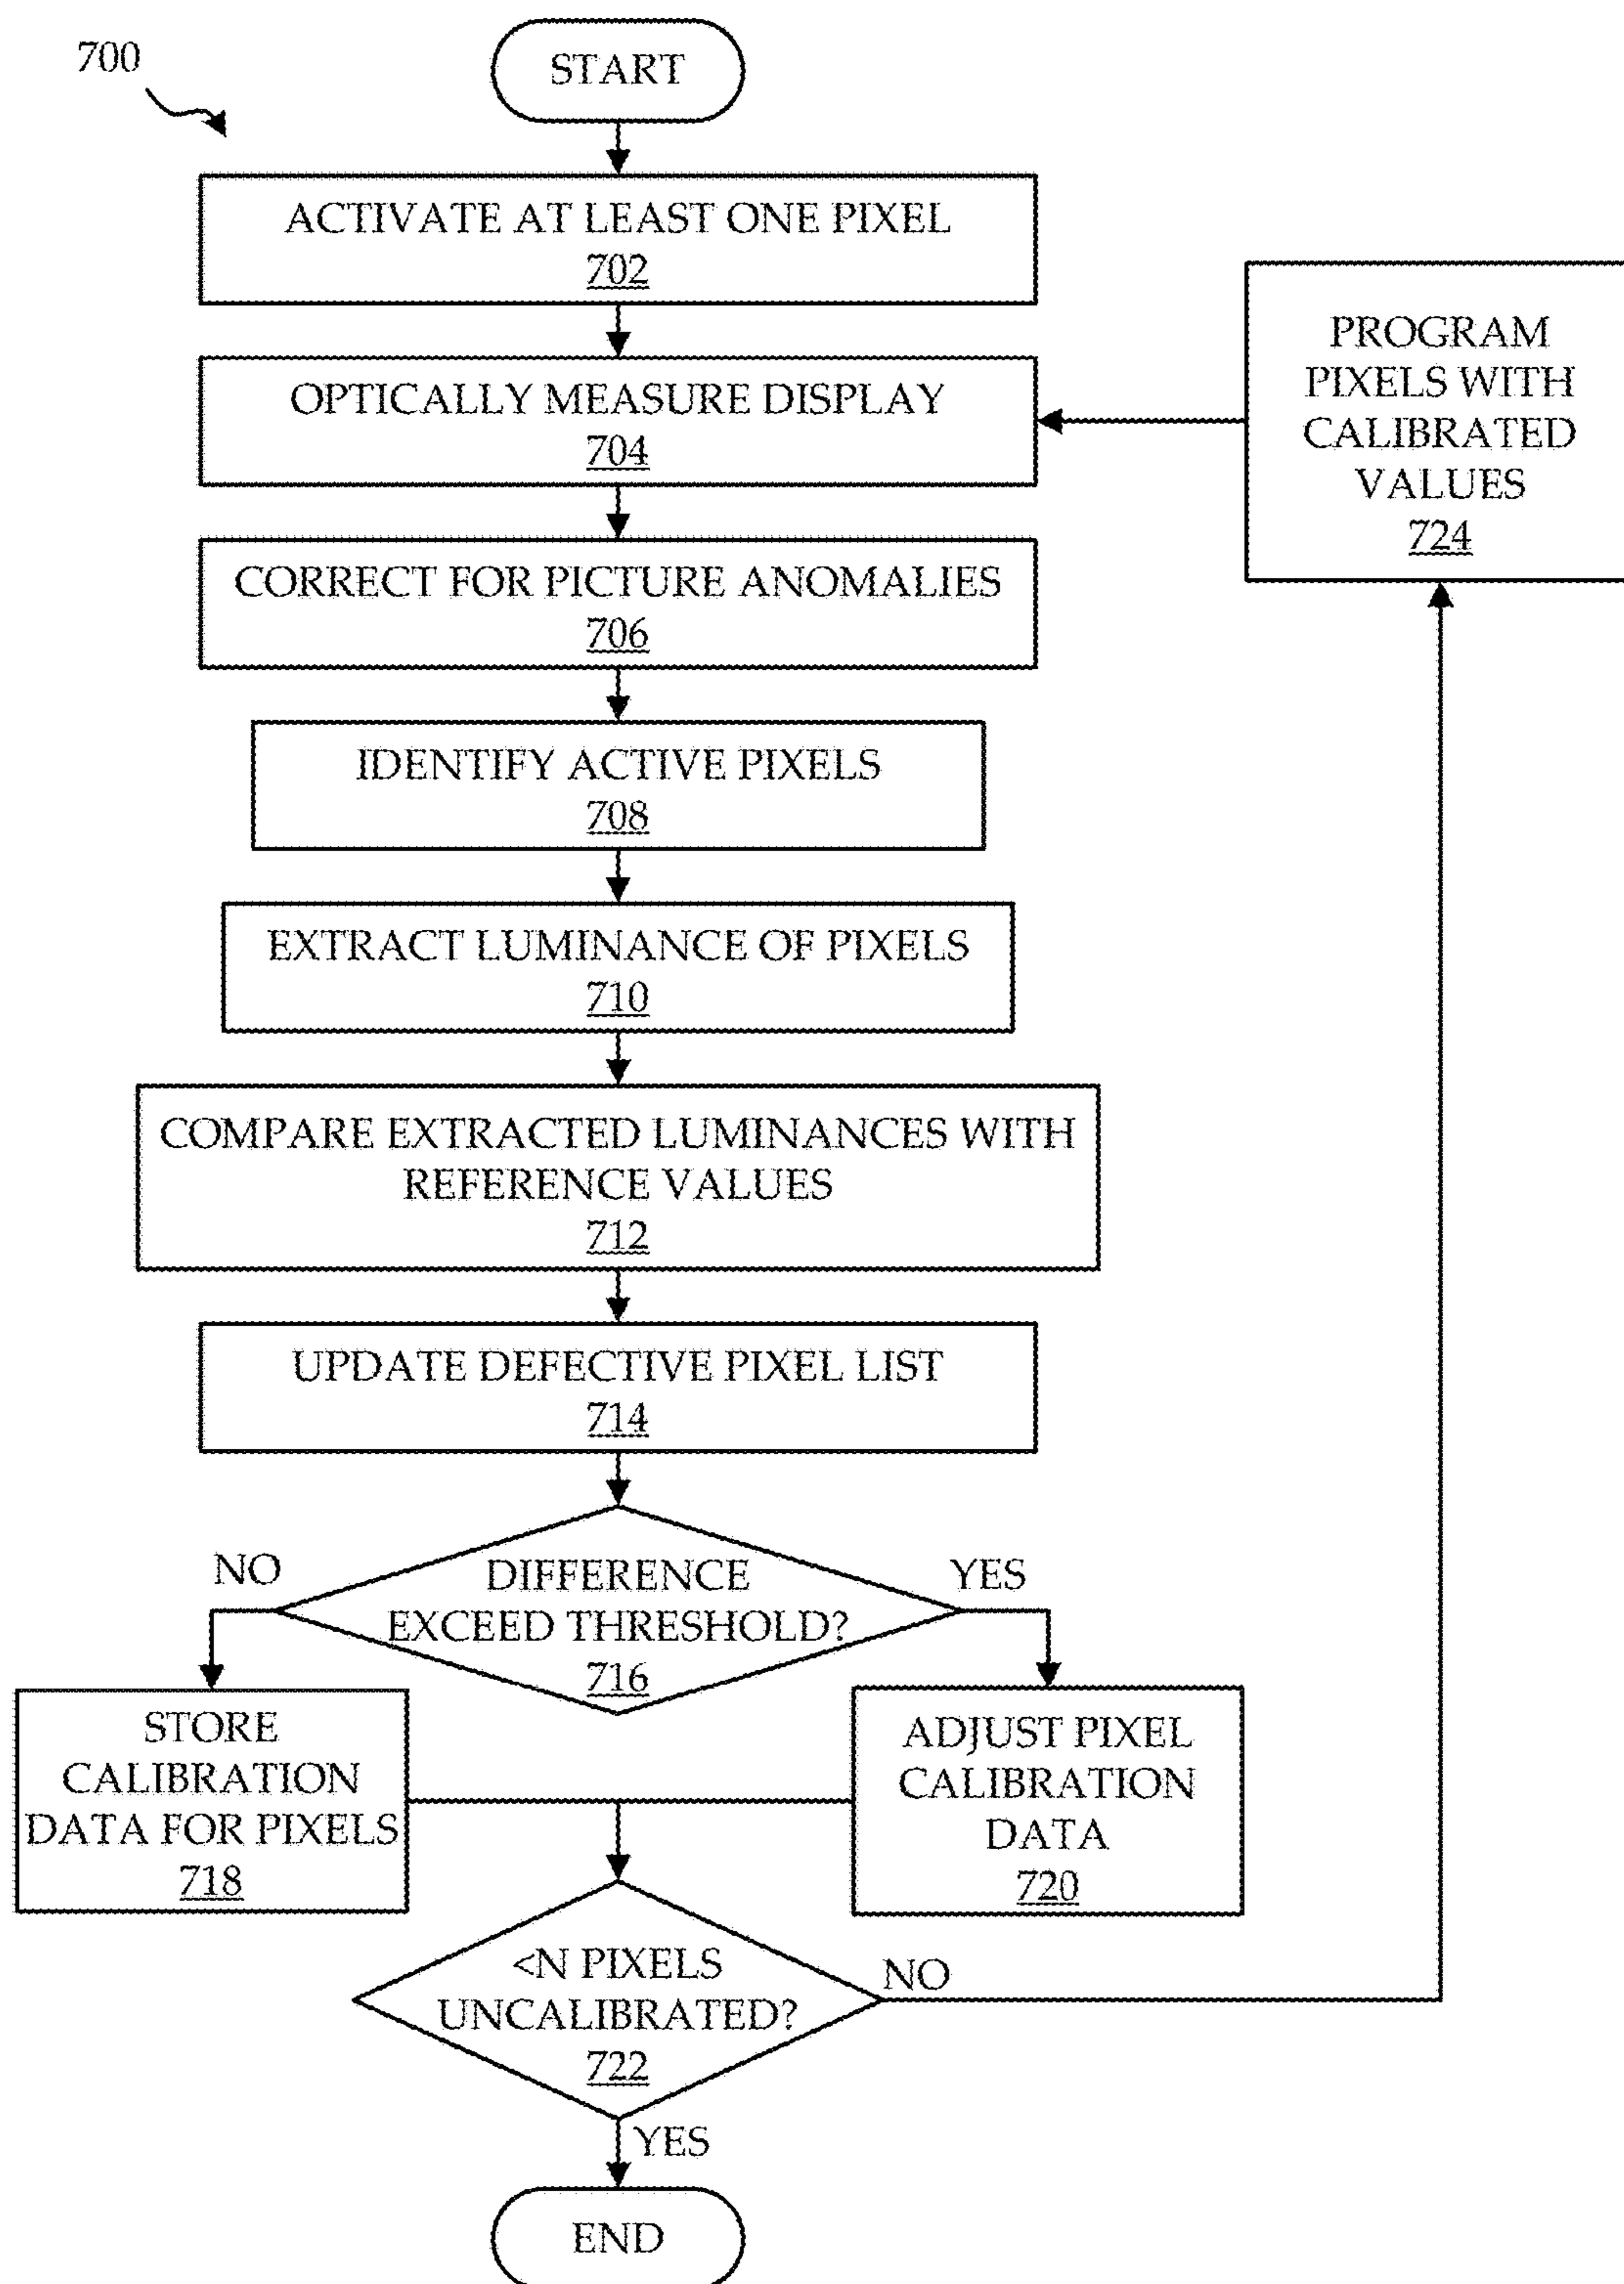 700
START
ACTIVATE AT LEAST ONE PIXEL
702
OPTICALLY MEASURE DISPLAY
704
PROGRAM
PIXELS WITH
CALIBRATED
VALUES
724
CORRECT FOR PICTURE ANOMALIES
706
IDENTIFY ACTIVE PIXELS
708
EXTRACT LUMINANCE OF PIXELS
710
COMPARE EXTRACTED LUMINANCES WITH
REFERENCE VALUES
712
UPDATE DEFECTIVE PIXEL LIST
714
NO
DIFFERENCE
EXCEED THRESHOLD?
716
YES
STORE
CALIBRATION
DATA FOR PIXELS
718
ADJUST PIXEL
CALIBRATION
DATA
720
<N PIXELS
UNCALIBRATED?
722
NO
YES
END